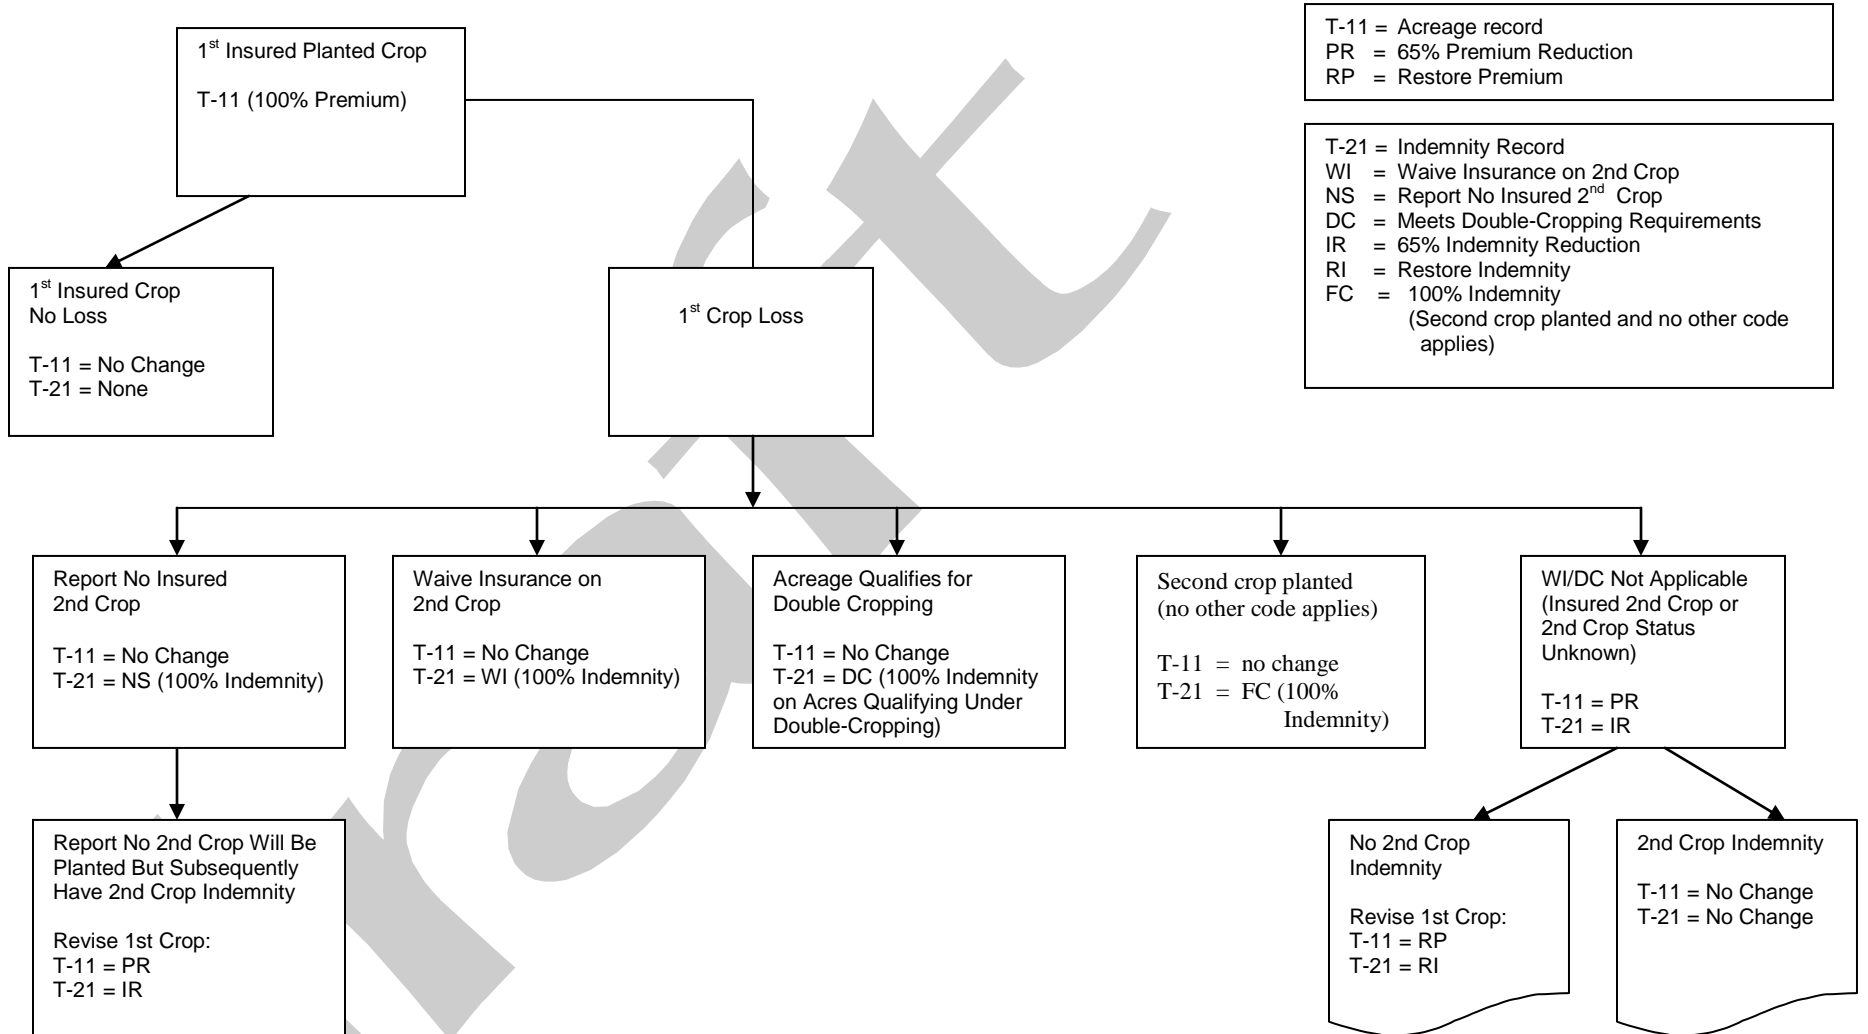 1st Insured Planted Crop
T-11 (100% Premium)
T-11 = Acreage record
PR = 65% Premium Reduction
RP = Restore Premium
T-21 = Indemnity Record
WI = Waive Insurance on 2nd Crop
NS = Report No Insured 2nd Crop
DC = Meets Double-Cropping Requirements
IR = 65% Indemnity Reduction
RI = Restore Indemnity
FC = 100% Indemnity
(Second crop planted and no other code
applies)
1st Insured Crop
No Loss
T-11 = No Change
T-21 = None
1st Crop Loss
Report No Insured
2nd Crop
T-11 = No Change
T-21 = NS (100% Indemnity)
Waive Insurance on
2nd Crop
T-11 = No Change
T-21 = WI (100% Indemnity)
Acreage Qualifies for
Double Cropping
T-11 = No Change
T-21 = DC (100% Indemnity
on Acres Qualifying Under
Double-Cropping)
Second crop planted
(no other code applies)
T-11 = no change
T-21 = FC (100%
Indemnity)
WI/DC Not Applicable
(Insured 2nd Crop or
2nd Crop Status
Unknown)
T-11 = PR
T-21 = IR
Report No 2nd Crop Will Be
Planted But Subsequently
Have 2nd Crop Indemnity
Revise 1st Crop:
T-11 = PR
T-21 = IR
No 2nd Crop
Indemnity
Revise 1st Crop:
T-11 = RP
T-21 = RI
2nd Crop Indemnity
T-11 = No Change
T-21 = No Change